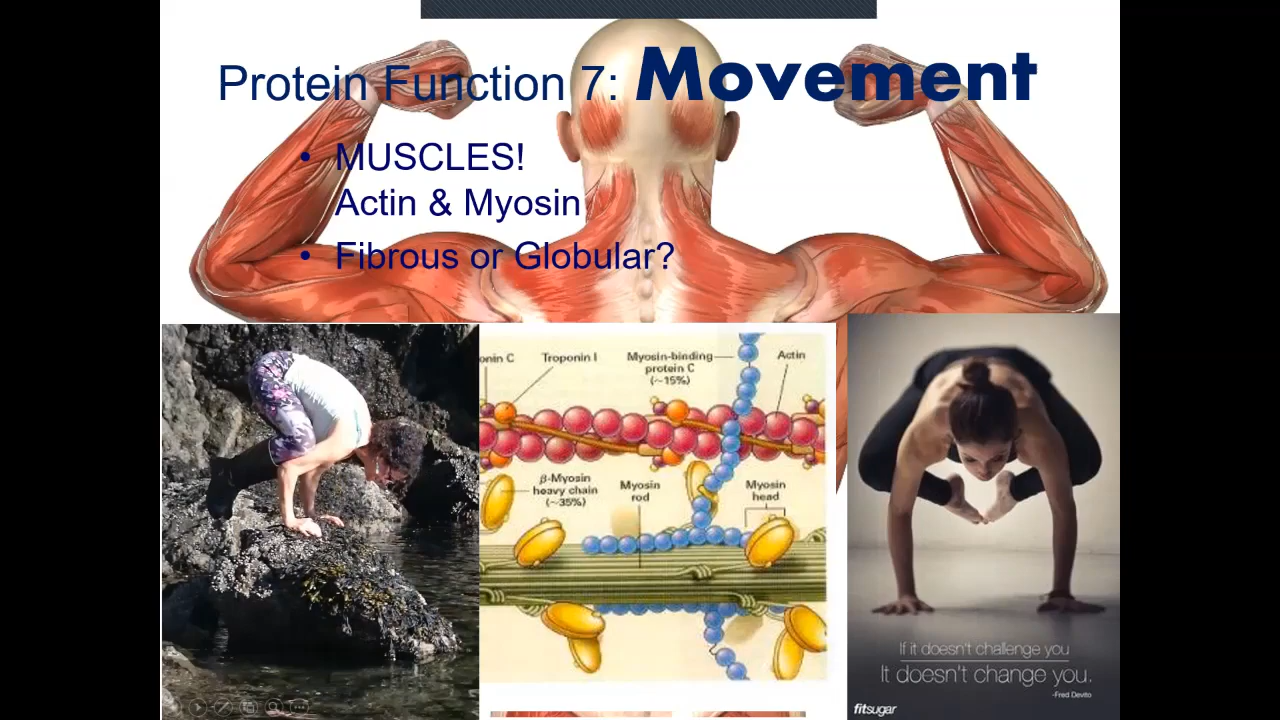 Protein Function 7: Movement
• MUSCLES!
Actin & Myosin
• Fibrous or Globular?
onin C
Troponin I
Myosin-binding
protein C
(~15%)
Actin
β-Myosin
heavy chain
(~35%)
Myosin
rod
Myosin
head
If it doesn't challenge you
It doesn't change you.
-Fred Devito
fitsugar